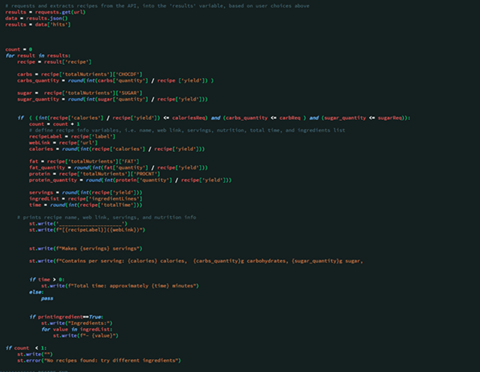 # requests and extracts recipes from the API, into the 'results' variable, based on user choices above
results = requests.get(url)
data = results.json()
results = data['hits']
count = 0
for result in results:
recipe = result['recipe']
carbs = recipe['totalNutrients']['CHOCDF']
carbs_quantity = round(int(carbs['quantity'] / recipe ['yield']) )
sugar = recipe['totalNutrients']['SUGAR']
sugar_quantity = round(int(sugar['quantity'] / recipe['yield']))
if ( (int(recipe['calories'] / recipe['yield']) <= caloriesReq) and (carbs_quantity <= carbReq ) and (sugar_quantity <= sugarReq)):
count = count + 1
# define recipe info variables, i.e. name, web link, servings, nutrition, total time, and ingredients list
recipeLabel = recipe['label']
webLink = recipe['url']
calories = round(int(recipe['calories'] / recipe['yield']))
fat = recipe['totalNutrients']['FAT']
fat_quantity = round(int(fat['quantity'] / recipe['yield']))
protein = recipe['totalNutrients']['PROCNT']
protein_quantity = round(int(protein['quantity'] / recipe['yield']))
servings = round(int(recipe['yield']))
ingredList = recipe['ingredientLines']
time = round(int(recipe['totalTime']))
# prints recipe name, web link, servings, and nutrition info
st.write('____________________')
st.write(f"[{recipeLabel}]({webLink})")
st.write(f"Makes {servings} servings")
st.write(f"Contains per serving: {calories} calories, {carbs_quantity}g carbohydrates, {sugar_quantity}g sugar,
if time > 0:
st.write(f"Total time: approximately {time} minutes")
else:
pass
if printingredient==True:
st.write("Ingredients:")
for value in ingredList:
st.write(f"- {value}")
if count < 1:
st.write("")
st.error("No recipes found: try different ingredients")